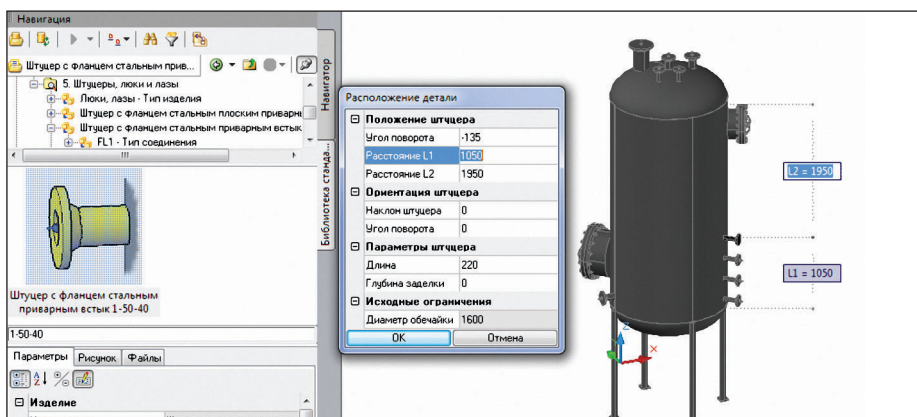 Навигация
Штуцер с фланцем стальным прив...
5. Штуцеры, люки и лазы
Люки, лазы - Тип изделия
Штуцер с фланцем стальным плоским приварны
Штуцер с фланцем стальным приварным встык
FL1 - Тип соединения
Навигатор
Библиотека станда...
Штуцер с фланцем стальным
приварным встык 1-50-40
1-50-40
Параметры Рисунок Файлы
Изделие
Расположение детали
Положение штуцера
Угол поворота -135
Расстояние L1 1050
Расстояние L2 1950
Ориентация штуцера
Наклон штуцера 0
Угол поворота 0
Параметры штуцера
Длина 220
Глубина заделки 0
Исходные ограничения
Диаметр обечайки 1600
OK Отмена
L2 = 1950
L1 = 1050
Z
X